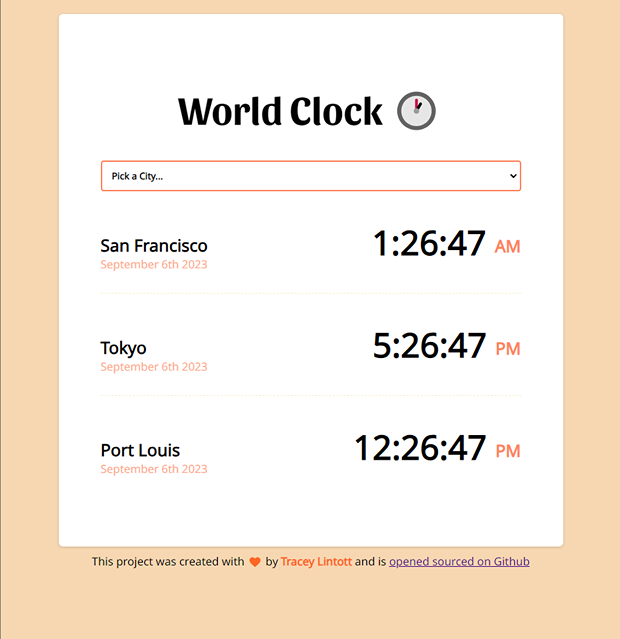 World Clock
Pick a City...
San Francisco
September 6th 2023
1:26:47 AM
Tokyo
September 6th 2023
5:26:47 PM
Port Louis
September 6th 2023
12:26:47 PM
This project was created with by Tracey Lintott and is opened sourced on Github